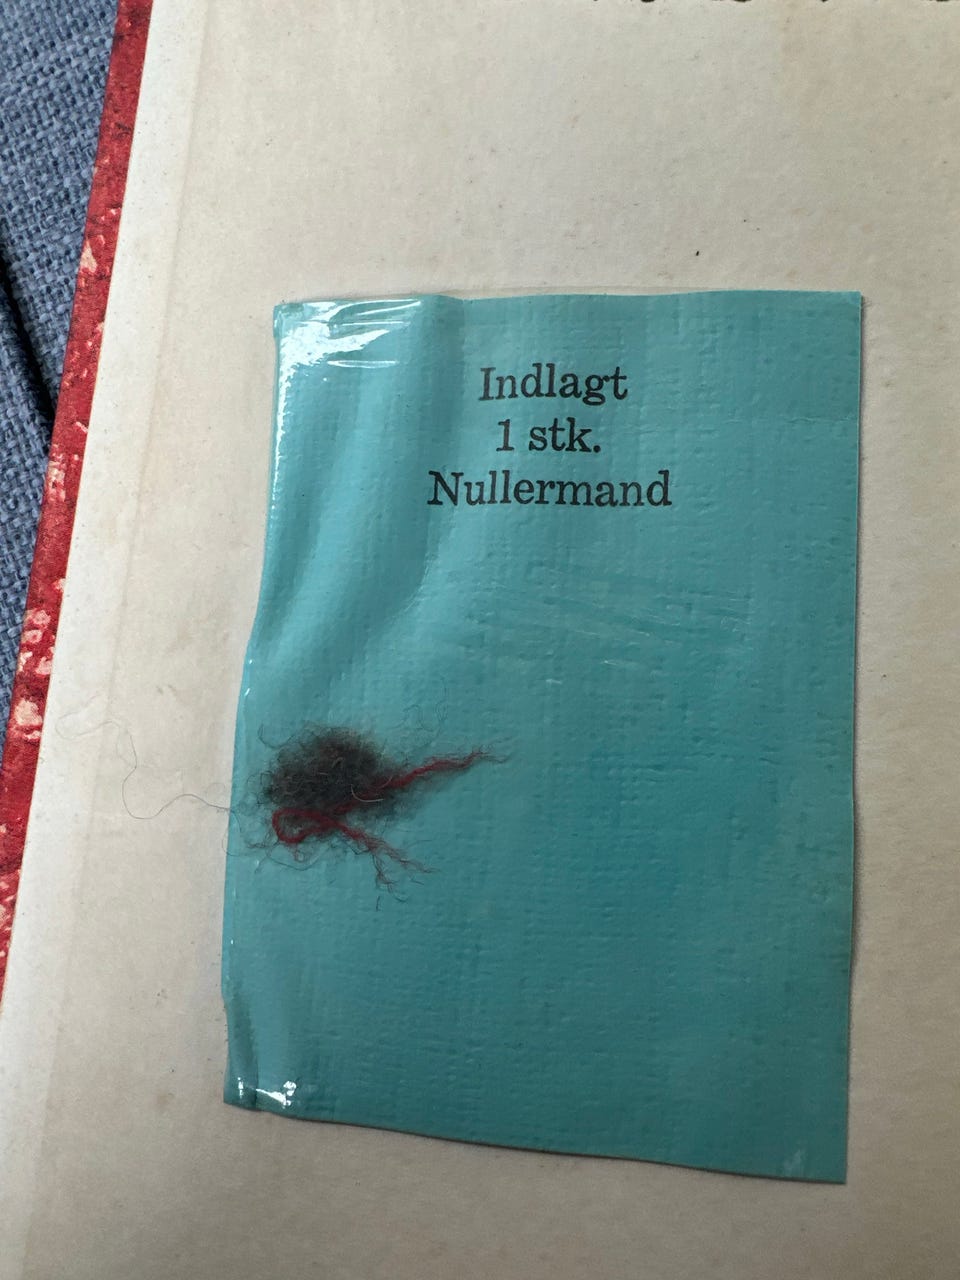 Indlagt
1 stk.
Nullermand